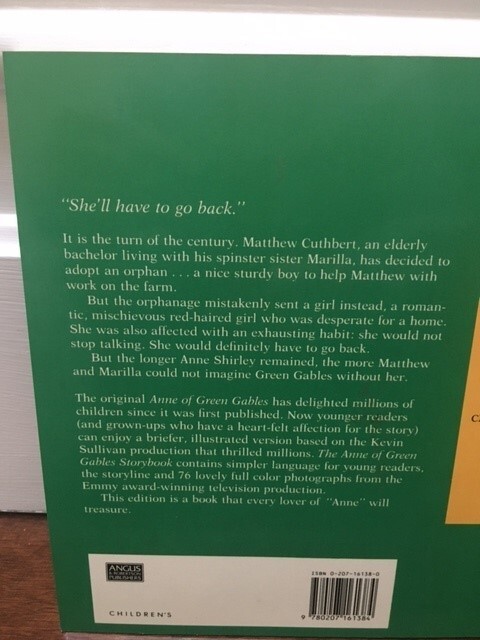 "She'll have to go back."
It is the turn of the century. Matthew Cuthbert, an elderly
bachelor living with his spinster sister Marilla, has decided to
adopt an orphan . . . a nice sturdy boy to help Matthew with
work on the farm.
But the orphanage mistakenly sent a girl instead, a roman-
tic, mischievous red-haired girl who was desperate for a home.
She was also affected with an exhausting habit: she would not
stop talking. She would definitely have to go back.
But the longer Anne Shirley remained, the more Matthew
and Marilla could not imagine Green Gables without her.
The original Anne of Green Gables has delighted millions of
children since it was first published. Now younger readers
(and grown-ups who have a heart-felt affection for the story)
can enjoy a briefer, illustrated version based on the Kevin
Sullivan production that thrilled millions. The Anne of Green
Gables Storybook contains simpler language for young readers,
the storyline and 76 lovely full color photographs from the
Emmy award-winning television production.
This edition is a book that every lover of "Anne" will
treasure.
ANGUS
& ROBERTSON
PUBLISHERS
CHILDREN'S
ISBN 0-207-16138-0
9 780207 161384